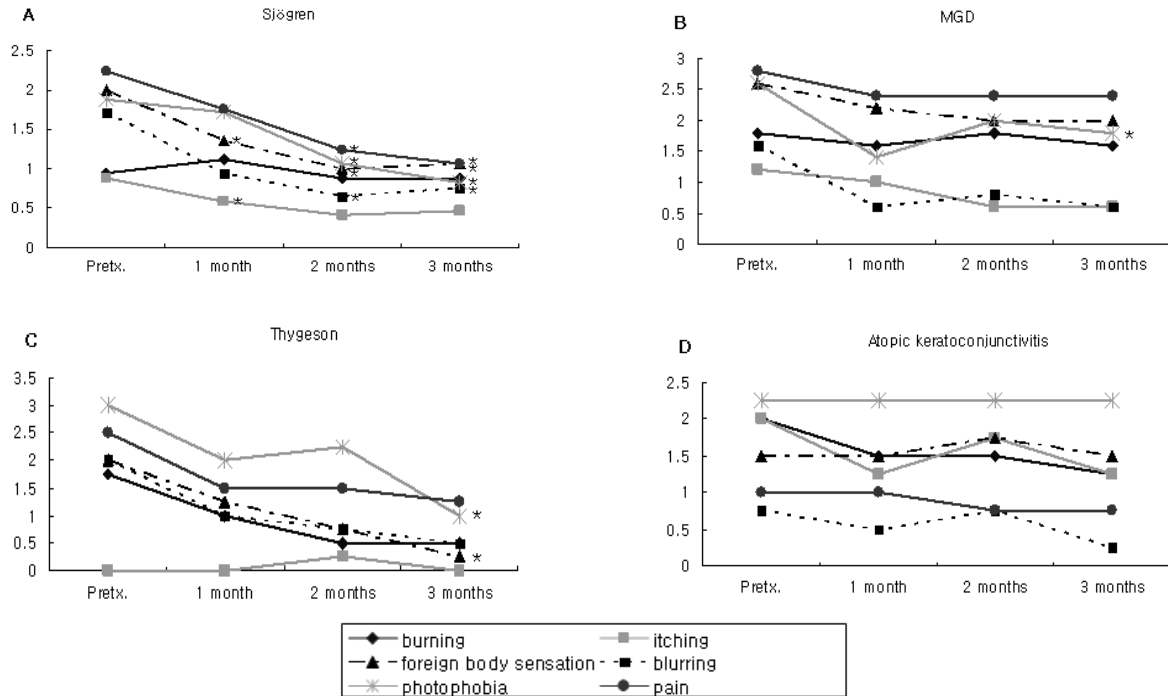 A
Sjögren
2.5
2
1.5
1
0.5
0
* * * * * * * * * *
Pretx. 1 month 2 months 3 months
B
MGD
3
2.5
2
1.5
1
0.5
0
*
Pretx. 1 month 2 months 3 months
C
Thygeson
3.5
3
2.5
2
1.5
1
0.5
0
*
*
Pretx. 1 month 2 months 3 months
D
Atopic keratoconjunctivitis
2.5
2
1.5
1
0.5
0
Pretx. 1 month 2 months 3 months
burning itching
foreign body sensation blurring
photophobia pain